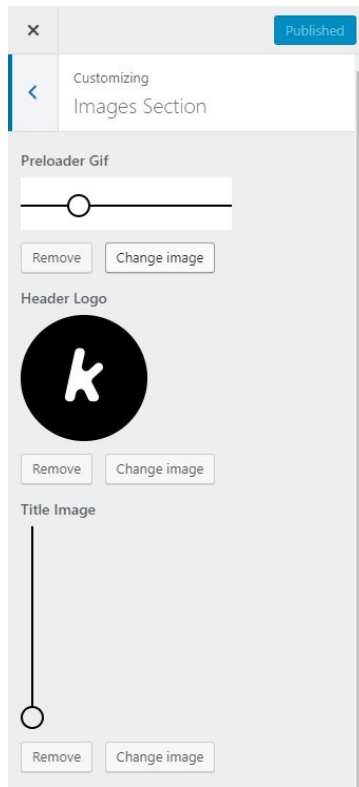 Published
Customizing
Images Section
Preloader Gif
Remove Change image
Header Logo
k
Remove Change image
Title Image
Remove Change image